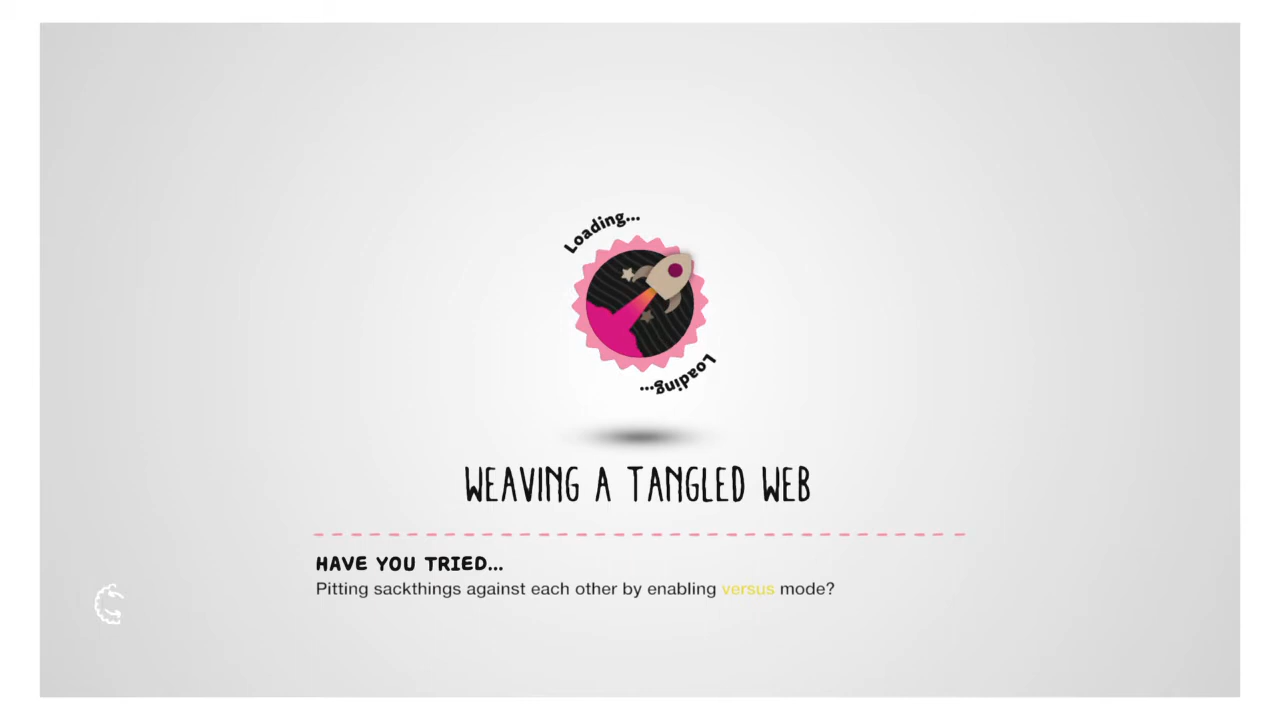 Loading...
Loading...
WEAVING A TANGLED WEB
HAVE YOU TRIED...
Pitting sackthings against each other by enabling versus mode?